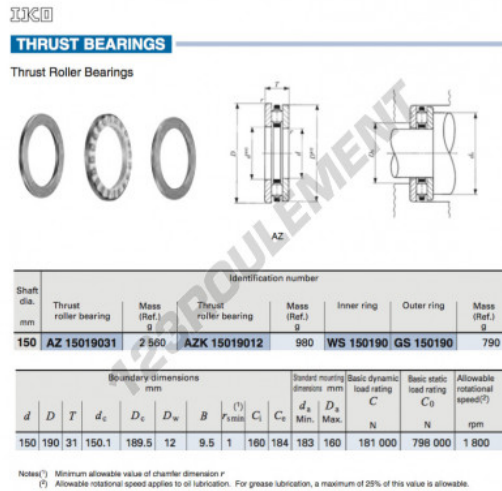 IKO
THRUST BEARINGS
Thrust Roller Bearings
T
r
D
d
AZ
123ROULEMENT
Shaft dia. mm
Identification number
Thrust roller bearing
Mass (Ref.) g
Thrust roller bearing
Mass (Ref.) g
Inner ring
Outer ring
Mass (Ref.) g
150 AZ 15019031 2 560 AZK 15019012 980 WS 150190 GS 150190 790
Boundary dimensions mm
Standard mounting dimensions mm
Basic dynamic load rating C N
Basic static load rating C0 N
Allowable rotational speed(2) rpm
d D T dc Dc Dw B rs min(1) Ci Ce da Min. Da Max.
150 190 31 150.1 189.5 12 9.5 1 160 184 183 160 181 000 798 000 1 800
Notes(1) Minimum allowable value of chamfer dimension r
(2) Allowable rotational speed applies to oil lubrication. For grease lubrication, a maximum of 25% of this value is allowable.